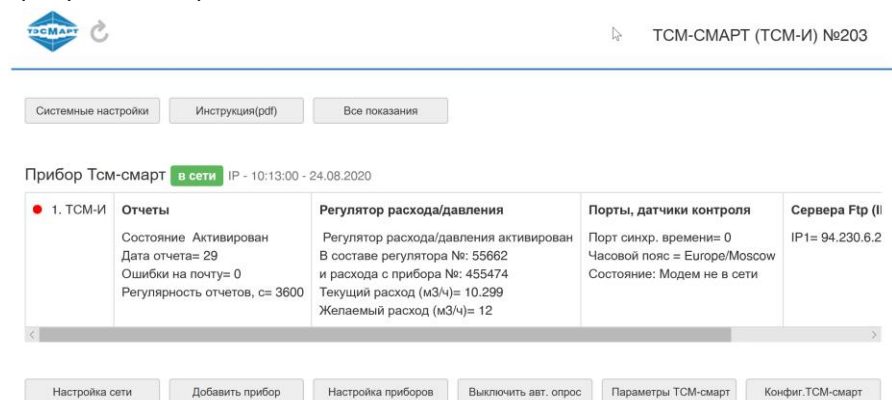 ТЭСМАРТ
ТСМ-СМАРТ (ТСМ-И) №203
Системные настройки Инструкция(pdf) Все показания
Прибор Тсм-смарт в сети IP - 10:13:00 - 24.08.2020
1. ТСМ-И
Отчеты
Состояние Активирован
Дата отчета= 29
Ошибки на почту= 0
Регулярность отчетов, с= 3600
Регулятор расхода/давления
Регулятор расхода/давления активирован
В составе регулятора №: 55662
и расхода с прибора №: 455474
Текущий расход (м3/ч)= 10.299
Желаемый расход (м3/ч)= 12
Порты, датчики контроля
Порт синхр. времени= 0
Часовой пояс = Europe/Moscow
Состояние: Модем не в сети
Сервера Ftp (
IP1= 94.230.6.2
Настройка сети Добавить прибор Настройка приборов Выключить авт. опрос Параметры ТСМ-смарт Конфиг.ТСМ-смарт